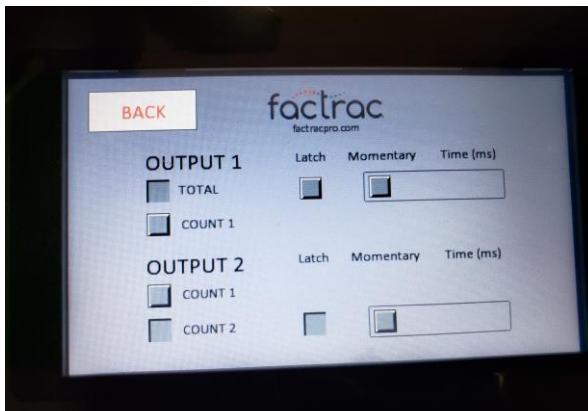 BACK
factrac
factracpro.com
OUTPUT 1
Latch Momentary Time (ms)
TOTAL
COUNT 1
OUTPUT 2
Latch Momentary Time (ms)
COUNT 1
COUNT 2